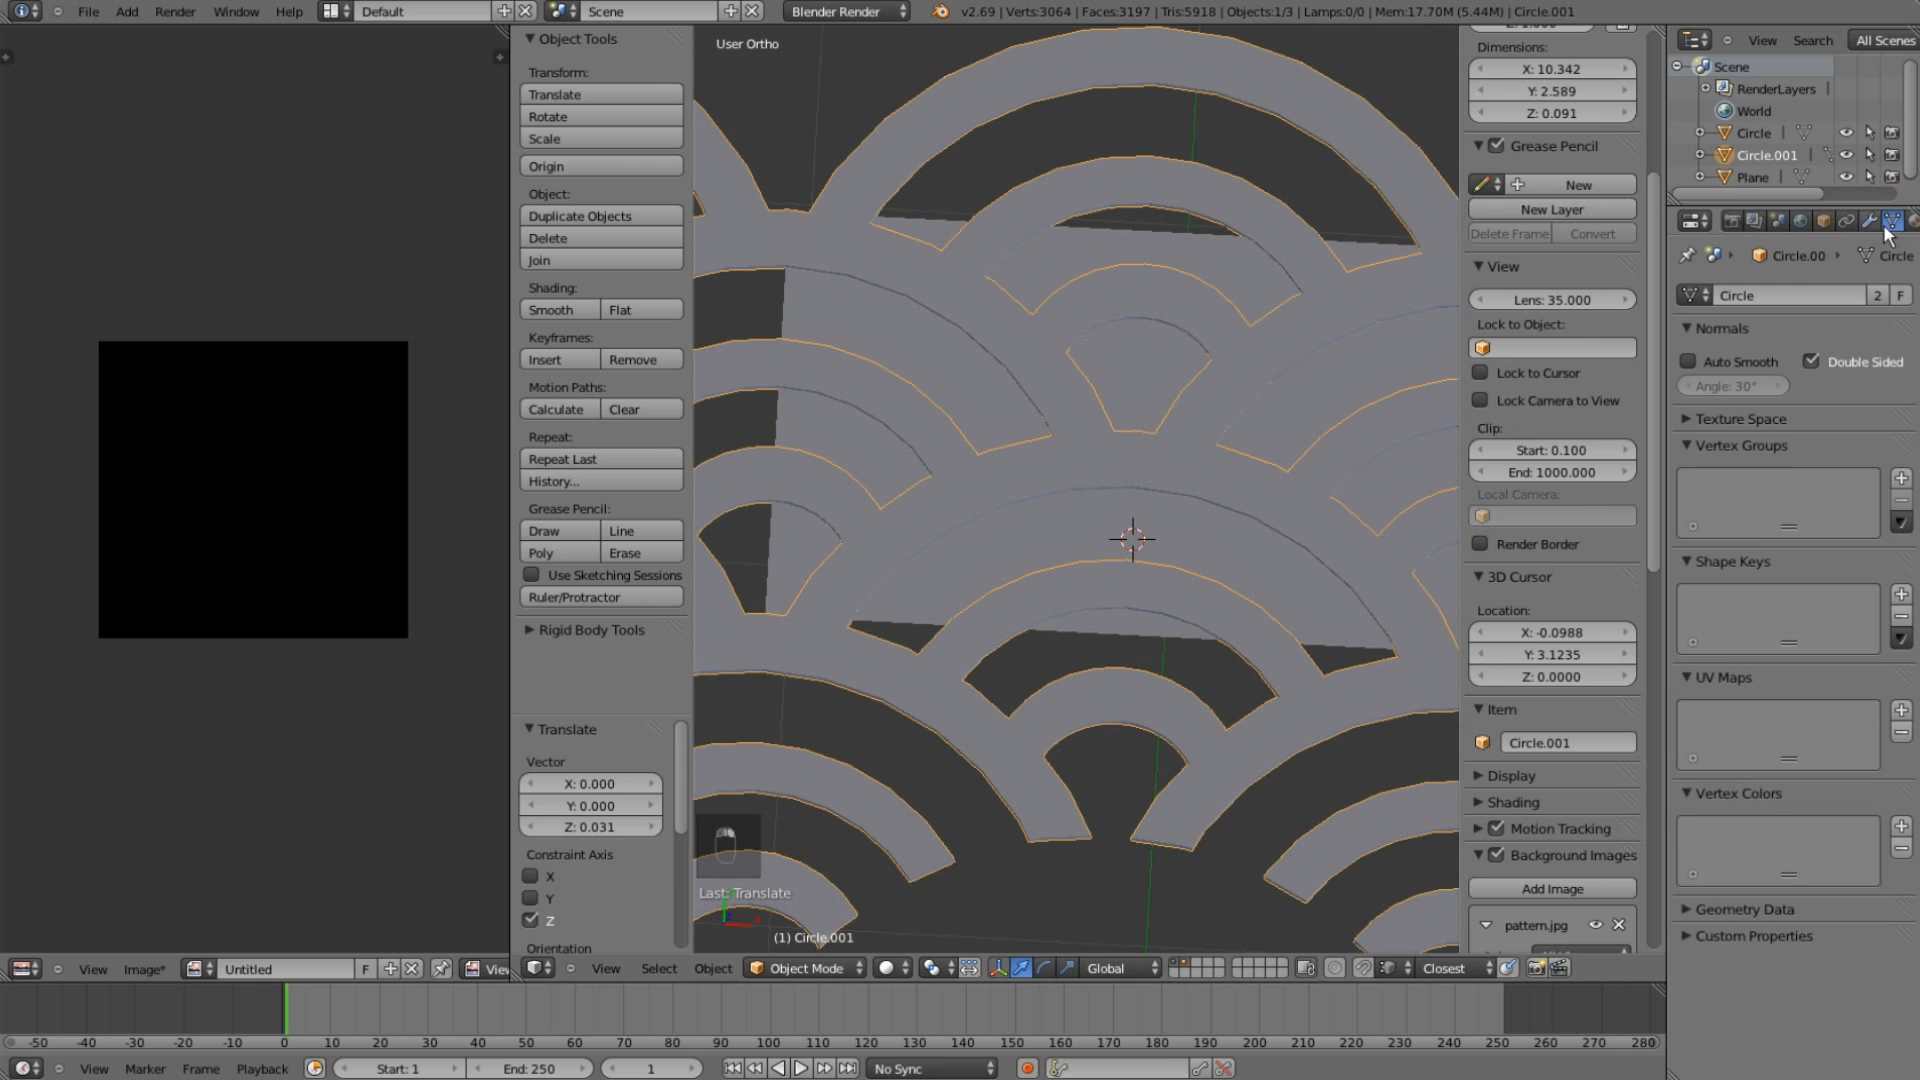 File Add Render Window Help Default Scene Blender Render v2.69 | Verts:3064 | Faces:3197 | Tris:5918 | Objects:1/3 | Lamps:0/0 | Mem:17.70M (5.44M) | Circle.001
Object Tools
Transform:
Translate
Rotate
Scale
Origin
Object:
Duplicate Objects
Delete
Join
Shading:
Smooth Flat
Keyframes:
Insert Remove
Motion Paths:
Calculate Clear
Repeat:
Repeat Last
History...
Grease Pencil:
Draw Line
Poly Erase
Use Sketching Sessions
Ruler/Protractor
Rigid Body Tools
Translate
Vector
X: 0.000
Y: 0.000
Z: 0.031
Constraint Axis
X
Y
Z
Orientation
User Ortho
Last: Translate
(1) Circle.001
Dimensions:
X: 10.342
Y: 2.589
Z: 0.091
Grease Pencil
New
New Layer
Delete Frame Convert
View
Lens: 35.000
Lock to Object:
Lock to Cursor
Lock Camera to View
Clip:
Start: 0.100
End: 1000.000
Local Camera:
Render Border
3D Cursor
Location:
X: -0.0988
Y: 3.1235
Z: 0.0000
Item
Circle.001
Display
Shading
Motion Tracking
Background Images
Add Image
pattern.jpg
View Search All Scenes
Scene
RenderLayers
World
Circle
Circle.001
Plane
Circle.00 Circle
Circle 2 F
Normals
Auto Smooth Double Sided
Angle: 30°
Texture Space
Vertex Groups
Shape Keys
UV Maps
Vertex Colors
Geometry Data
Custom Properties
View Image* Untitled F View
View Select Object Object Mode Global Closest
-50 -40 -30 -20 -10 0 10 20 30 40 50 60 70 80 90 100 110 120 130 140 150 160 170 180 190 200 210 220 230 240 250 260 270 280
View Marker Frame Playback Start: 1 End: 250 1 No Sync